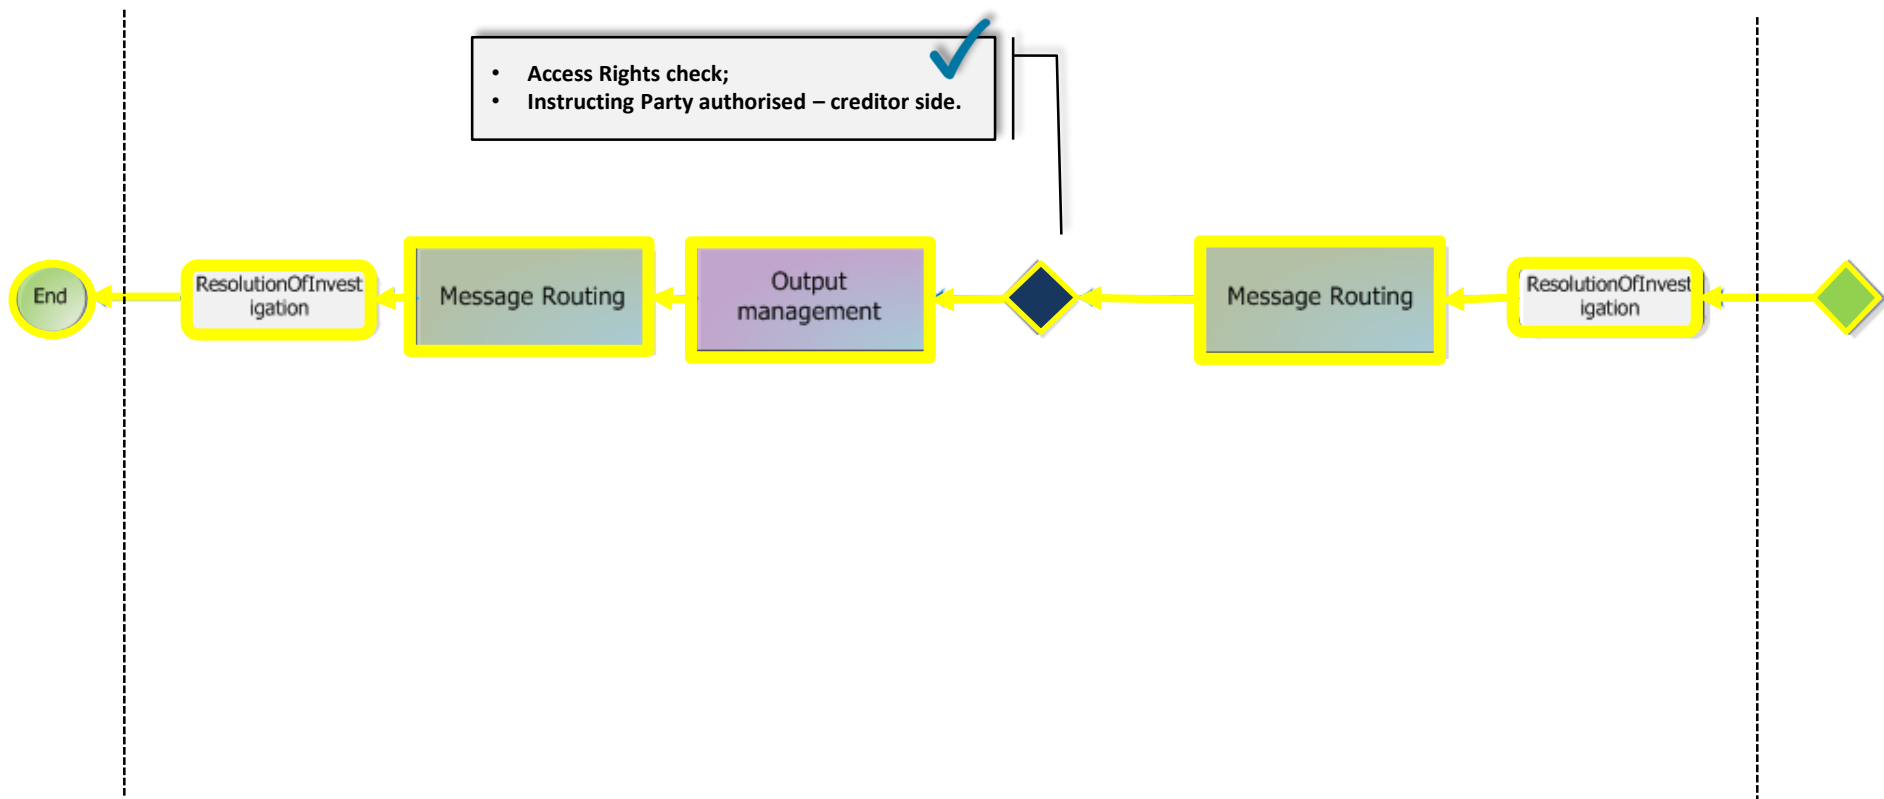 • Access Rights check;
• Instructing Party authorised – creditor side.
End
ResolutionOfInvest
igation
Message Routing
Output
management
Message Routing
ResolutionOfInvest
igation